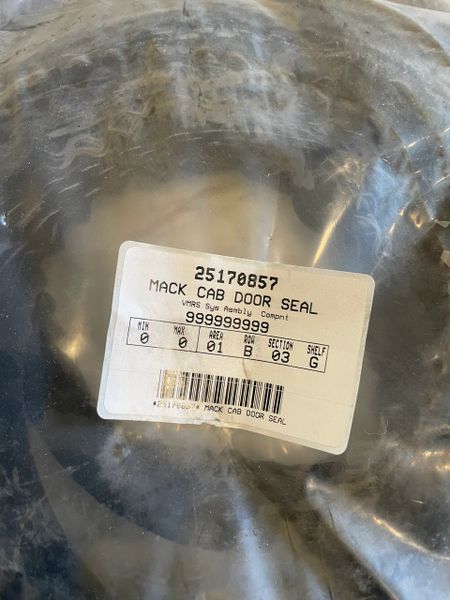 25170857
MACK CAB DOOR SEAL
VMRS Sys Asmbly Compnt
999999999
MIN MAX AREA ROW SECTION SHELF
0 0 01 B 03 G
*25170857* MACK CAB DOOR SEAL